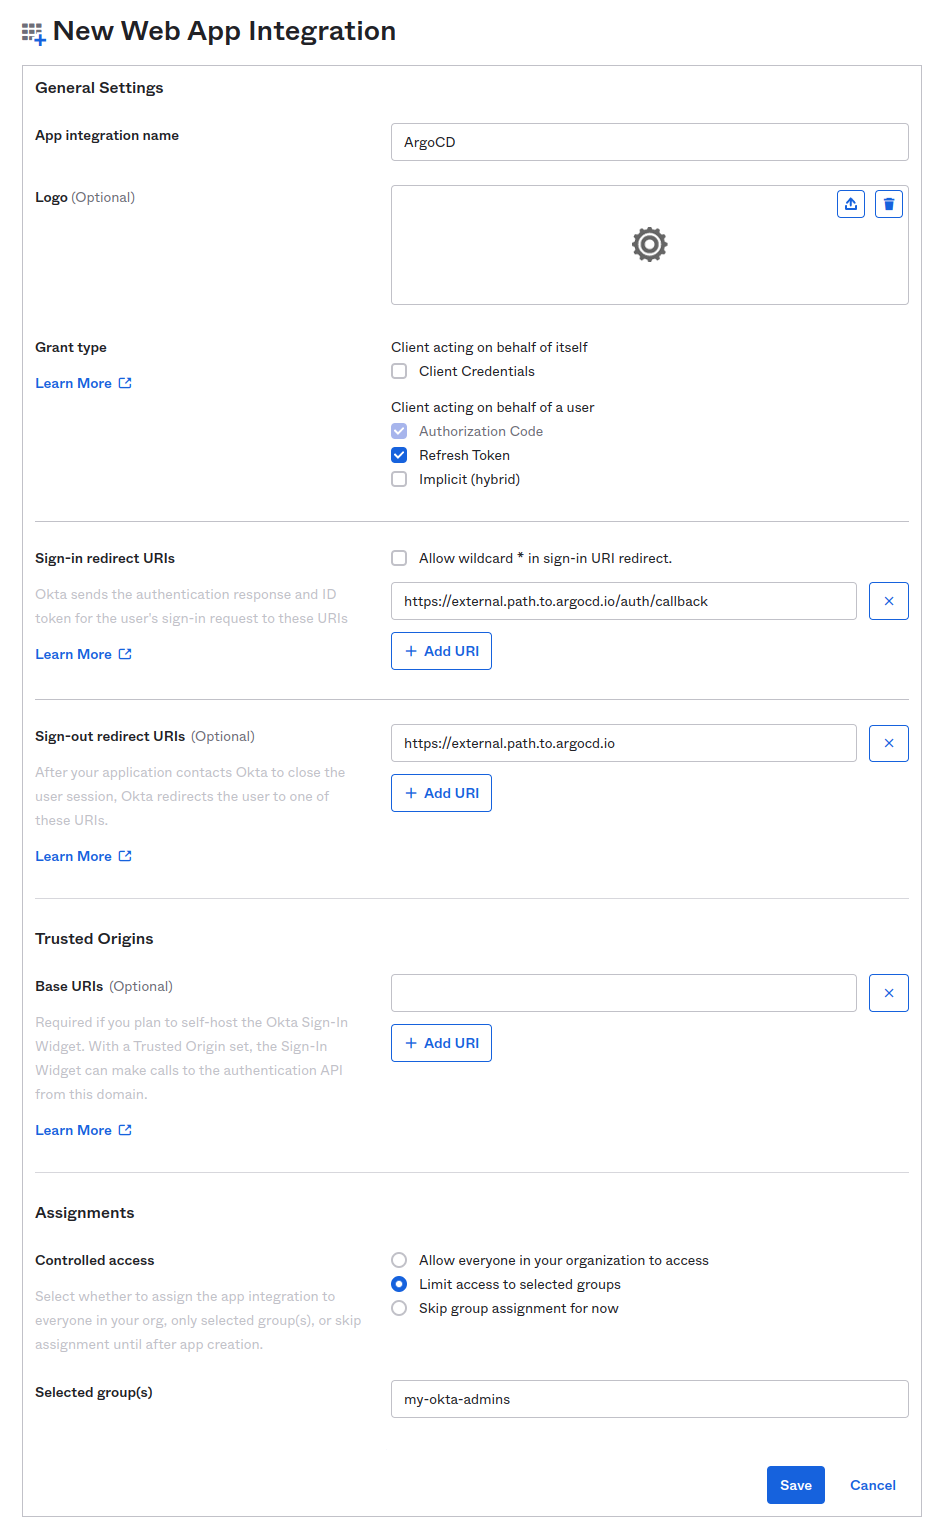 New Web App Integration
General Settings
App integration name
ArgoCD
Logo (Optional)
Grant type
Learn More
Client acting on behalf of itself
Client Credentials
Client acting on behalf of a user
Authorization Code
Refresh Token
Implicit (hybrid)
Sign-in redirect URIs
Okta sends the authentication response and ID
token for the user's sign-in request to these URIs
Learn More
Allow wildcard * in sign-in URI redirect.
https://external.path.to.argocd.io/auth/callback
+ Add URI
Sign-out redirect URIs (Optional)
After your application contacts Okta to close the
user session, Okta redirects the user to one of
these URIs.
Learn More
https://external.path.to.argocd.io
+ Add URI
Trusted Origins
Base URIs (Optional)
Required if you plan to self-host the Okta Sign-In
Widget. With a Trusted Origin set, the Sign-In
Widget can make calls to the authentication API
from this domain.
Learn More
+ Add URI
Assignments
Controlled access
Select whether to assign the app integration to
everyone in your org, only selected group(s), or skip
assignment until after app creation.
Allow everyone in your organization to access
Limit access to selected groups
Skip group assignment for now
Selected group(s)
my-okta-admins
Save
Cancel